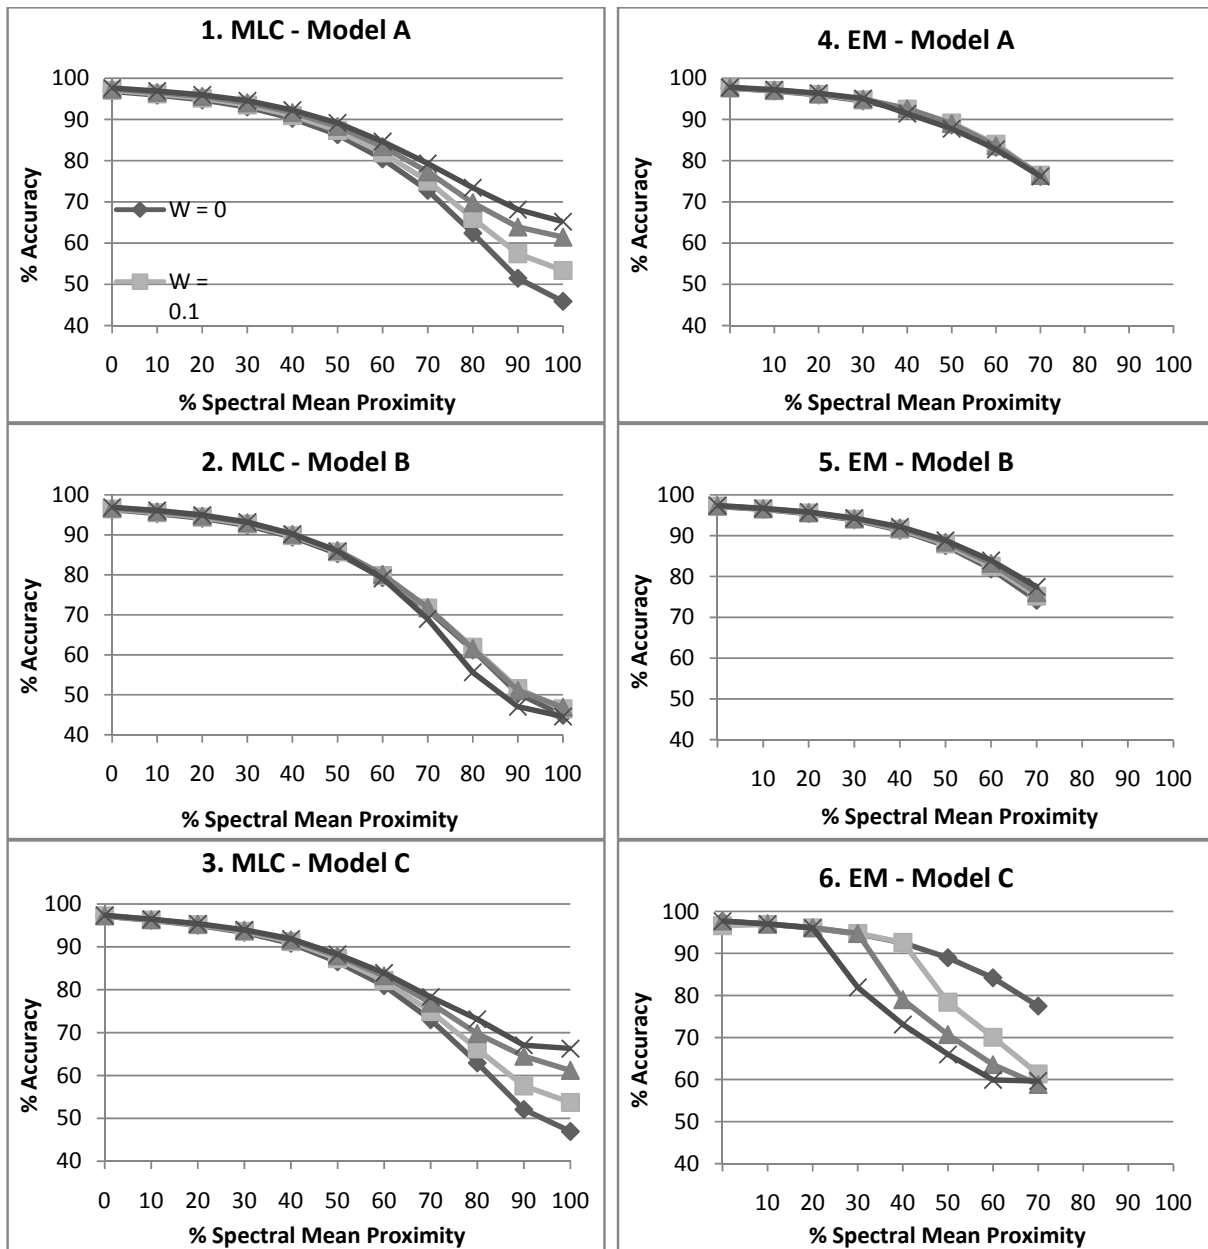 1. MLC - Model A
100
90
80
70
60
50
40
% Accuracy
W = 0
W =
0.1
0 10 20 30 40 50 60 70 80 90 100
% Spectral Mean Proximity
4. EM - Model A
100
90
80
70
60
50
40
% Accuracy
10 20 30 40 50 60 70 80 90 100
% Spectral Mean Proximity
2. MLC - Model B
100
90
80
70
60
50
40
% Accuracy
0 10 20 30 40 50 60 70 80 90 100
% Spectral Mean Proximity
5. EM - Model B
100
90
80
70
60
50
40
% Accuracy
10 20 30 40 50 60 70 80 90 100
% Spectral Mean Proximity
3. MLC - Model C
100
90
80
70
60
50
40
% Accuracy
0 10 20 30 40 50 60 70 80 90 100
% Spectral Mean Proximity
6. EM - Model C
100
90
80
70
60
50
40
% Accuracy
10 20 30 40 50 60 70 80 90 100
% Spectral Mean Proximity